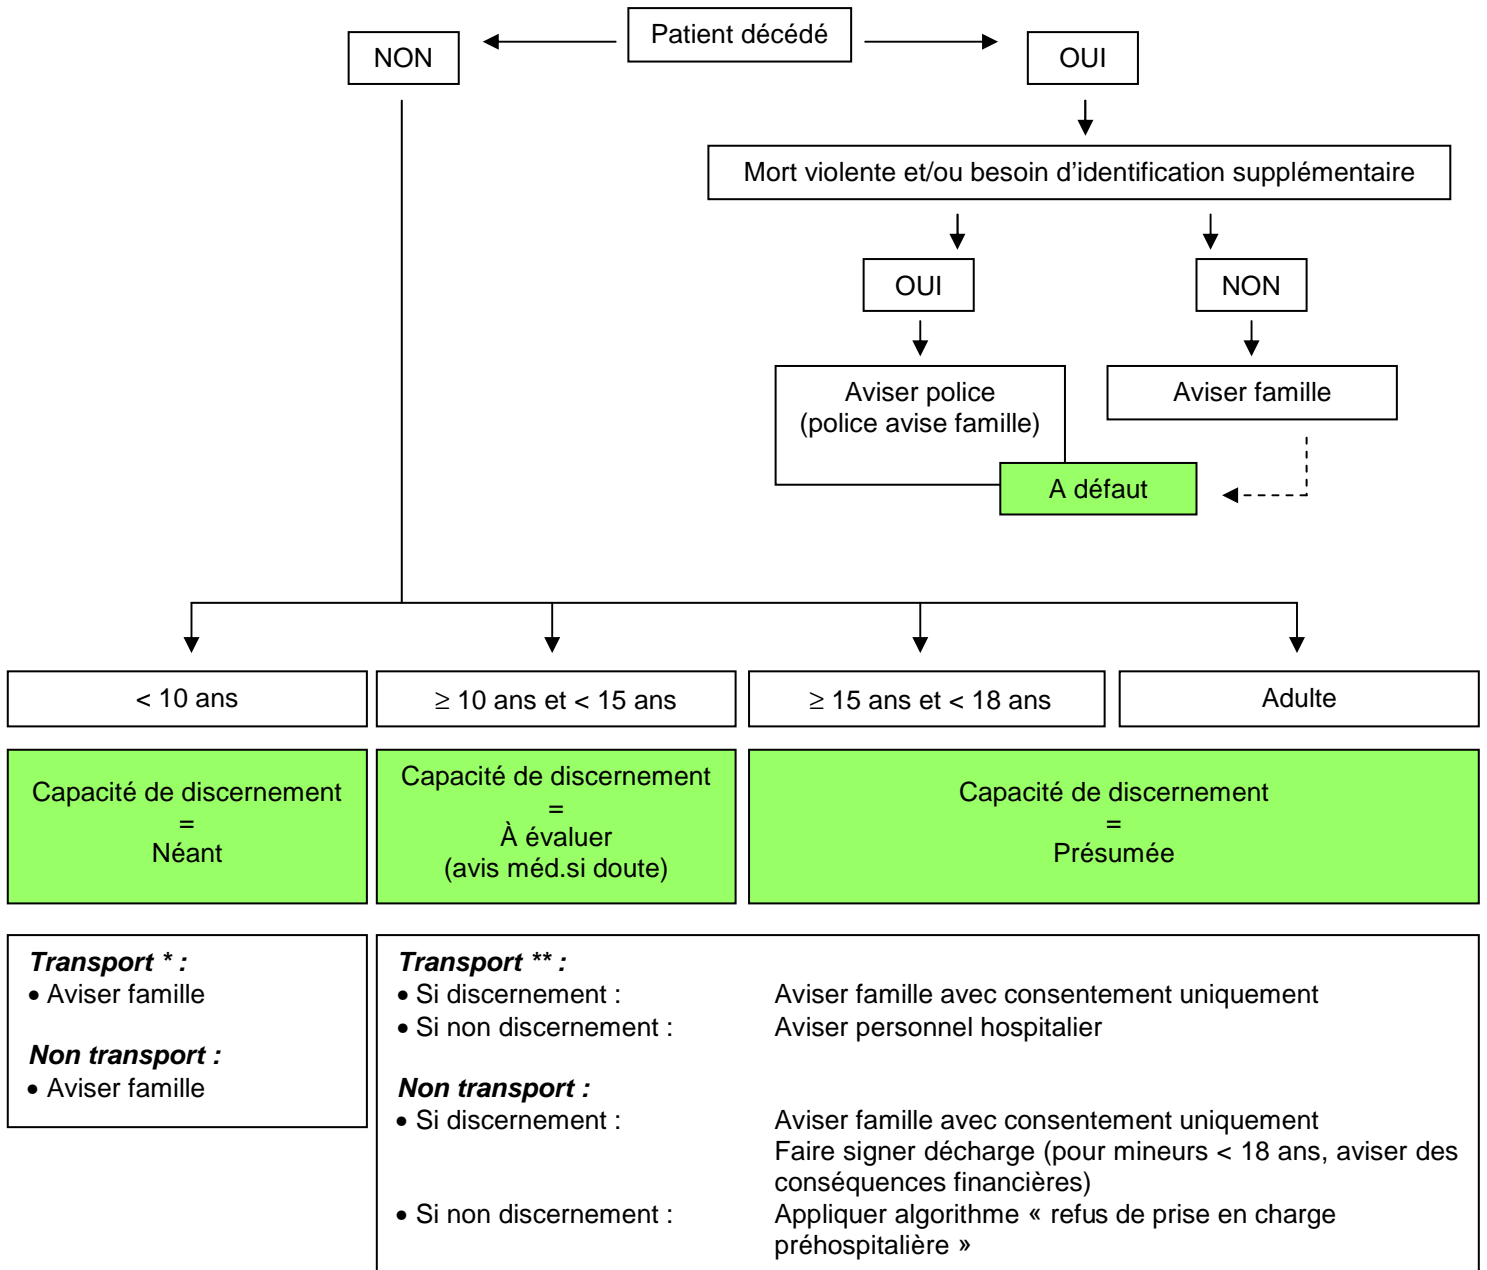 Patient décédé
NON
OUI
Mort violente et/ou besoin d'identification supplémentaire
OUI
NON
Aviser police
(police avise famille)
Aviser famille
A défaut
< 10 ans
≥ 10 ans et < 15 ans
≥ 15 ans et < 18 ans
Adulte
Capacité de discernement
=
Néant
Capacité de discernement
=
À évaluer
(avis méd.si doute)
Capacité de discernement
=
Présumée
Transport * :
• Aviser famille
Non transport :
• Aviser famille
Transport ** :
• Si discernement : Aviser famille avec consentement uniquement
• Si non discernement : Aviser personnel hospitalier
Non transport :
• Si discernement : Aviser famille avec consentement uniquement
Faire signer décharge (pour mineurs < 18 ans, aviser des
conséquences financières)
• Si non discernement : Appliquer algorithme « refus de prise en charge
préhospitalière »